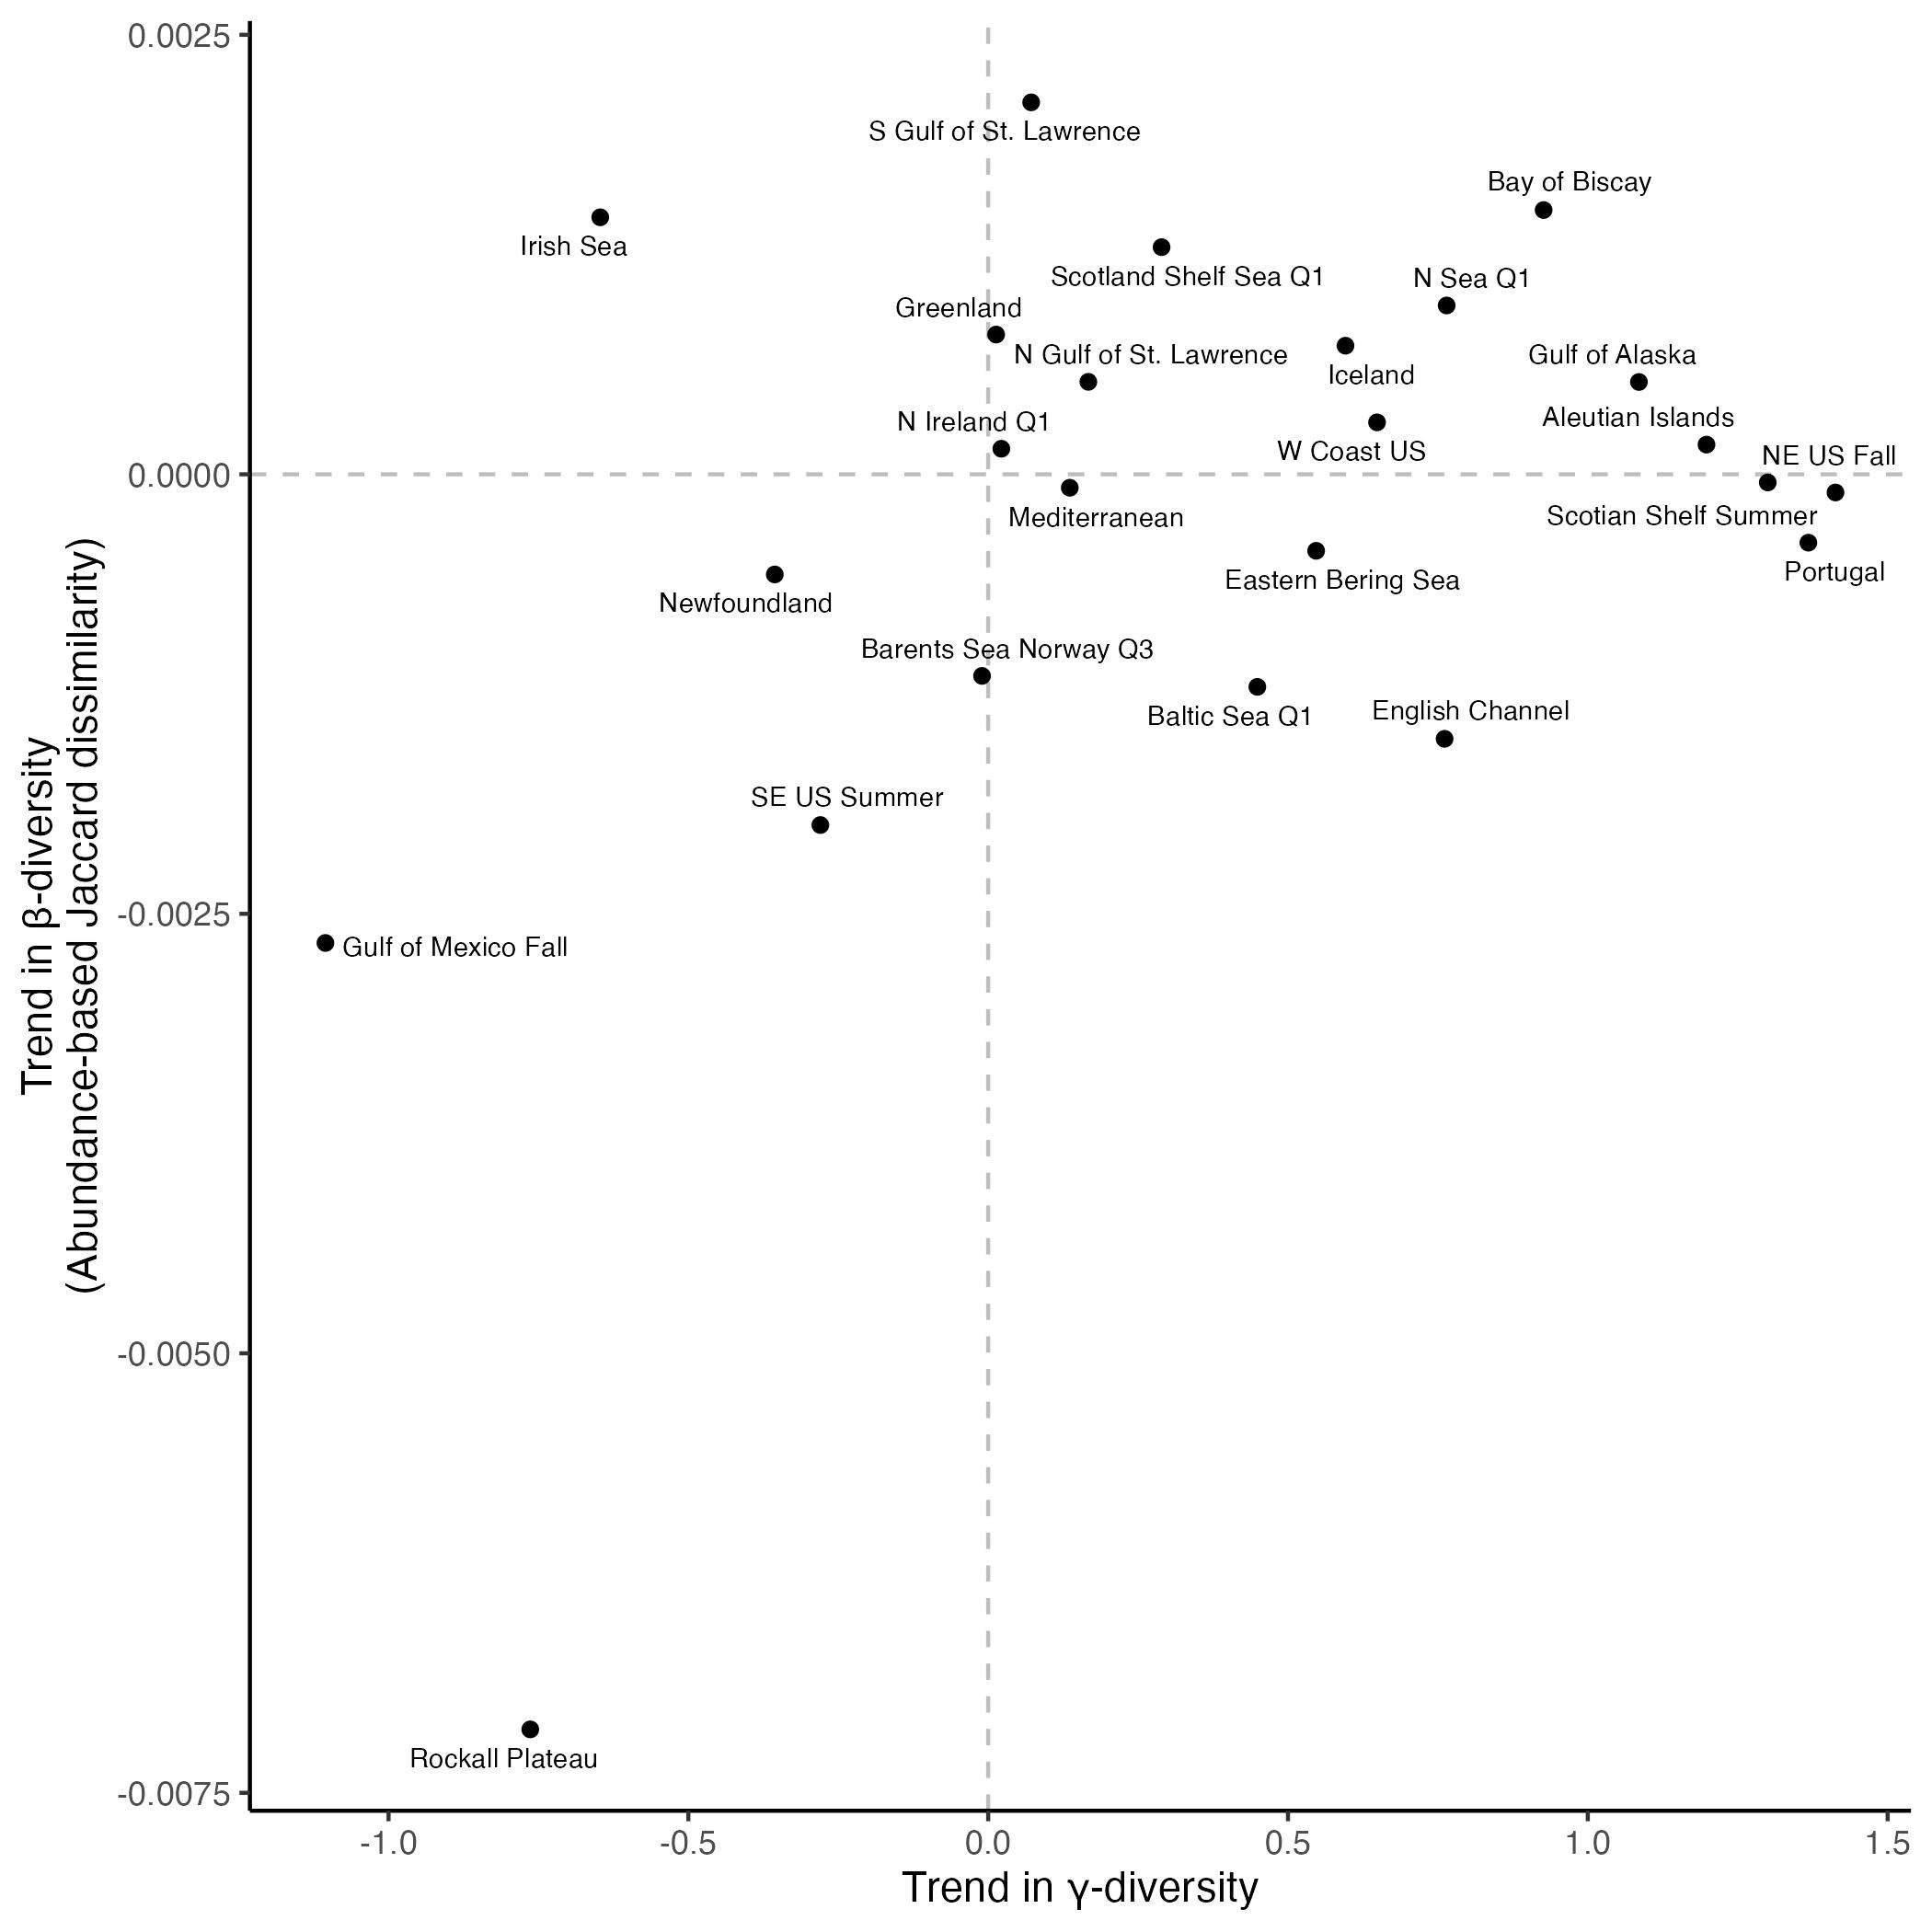 0.0025
S Gulf of St. Lawrence
Bay of Biscay
Irish Sea
Scotland Shelf Sea Q1
N Sea Q1
Greenland
N Gulf of St. Lawrence
Iceland
Gulf of Alaska
N Ireland Q1
W Coast US
Aleutian Islands
NE US Fall
0.0000
Mediterranean
Scotian Shelf Summer
Portugal
Eastern Bering Sea
Newfoundland
Barents Sea Norway Q3
Baltic Sea Q1
English Channel
SE US Summer
-0.0025
Gulf of Mexico Fall
-0.0050
Rockall Plateau
-0.0075
Trend in β-diversity
(Abundance-based Jaccard dissimilarity)
-1.0
-0.5
0.0
0.5
1.0
1.5
Trend in γ-diversity